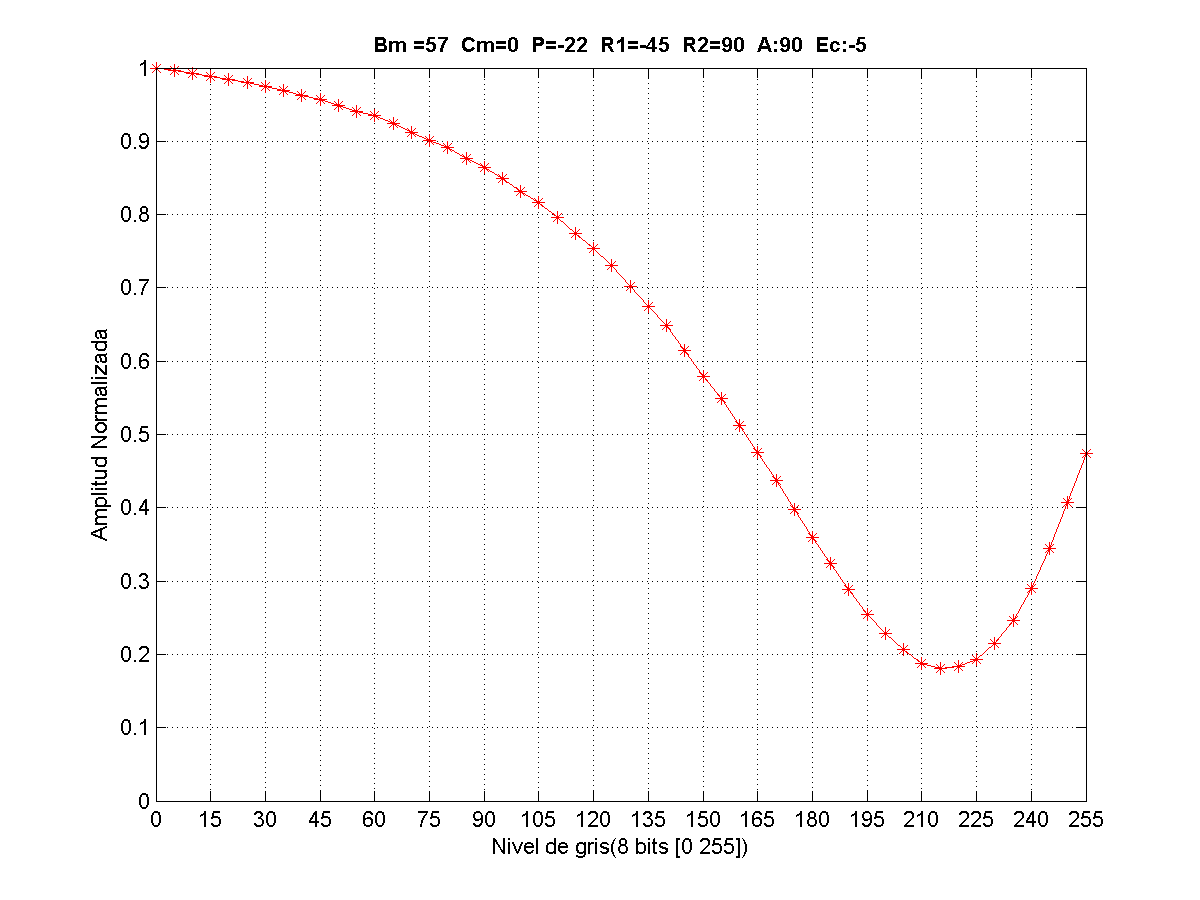 Bm =57  Cm=0  P=-22  R1=-45  R2=90  A:90  Ec:-5
1
0.9
0.8
0.7
0.6
0.5
0.4
0.3
0.2
0.1
0
Amplitud Normalizada
0 15 30 45 60 75 90 105 120 135 150 165 180 195 210 225 240 255
Nivel de gris(8 bits [0 255])